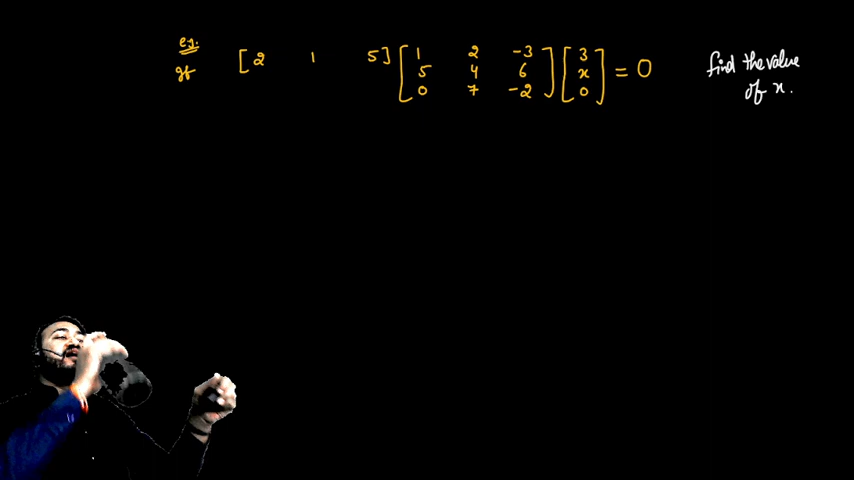 eg.
If [2 1 5] [1 2 -3 [3
5 4 6 x
0 7 -2] 0] = 0
find the value
of x.